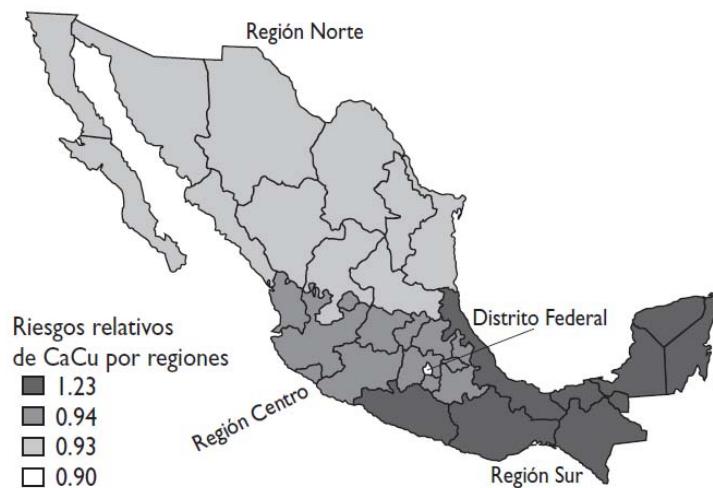 Región Norte
Distrito Federal
Riesgos relativos
de CaCu por regiones
1.23
0.94
0.93
0.90
Región Centro
Región Sur